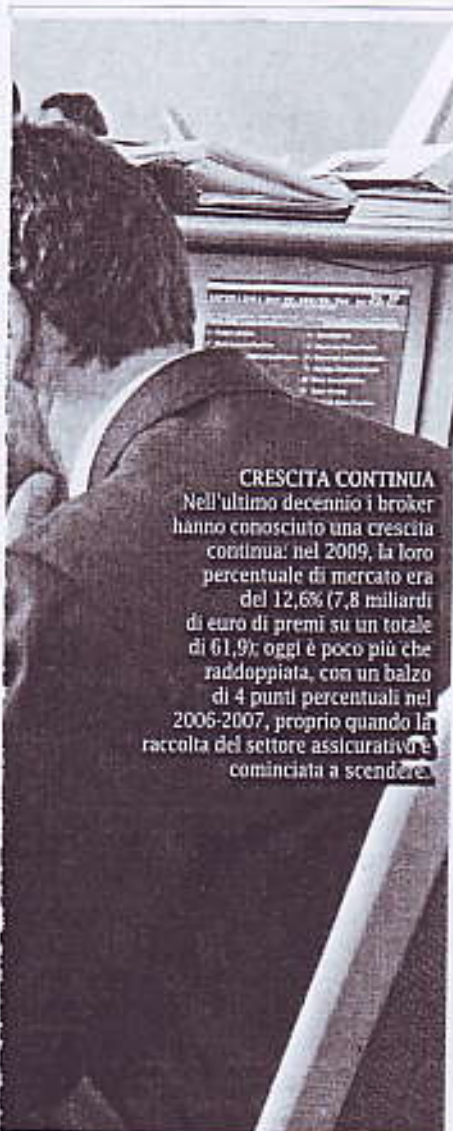 CRESCITA CONTINUA
Nell'ultimo decennio i broker
hanno conosciuto una crescita
continua: nel 2009, la loro
percentuale di mercato era
del 12,6% (7,8 miliardi
di euro di premi su un totale
di 61,9); oggi è poco più che
raddoppiata, con un balzo
di 4 punti percentuali nel
2006-2007, proprio quando la
raccolta del settore assicurativo è
cominciata a scendere.